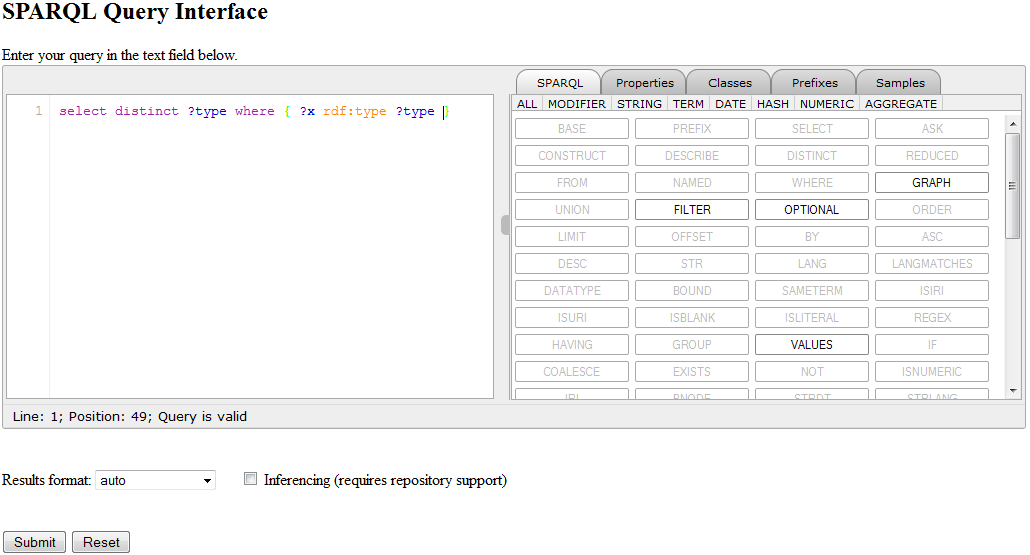 SPARQL Query Interface
Enter your query in the text field below.
SPARQL Properties Classes Prefixes Samples
ALL MODIFIER STRING TERM DATE HASH NUMERIC AGGREGATE
1 select distinct ?type where { ?x rdf:type ?type }
BASE PREFIX SELECT ASK
CONSTRUCT DESCRIBE DISTINCT REDUCED
FROM NAMED WHERE GRAPH
UNION FILTER OPTIONAL ORDER
LIMIT OFFSET BY ASC
DESC STR LANG LANGMATCHES
DATATYPE BOUND SAMETERM ISIRI
ISURI ISBLANK ISLITERAL REGEX
HAVING GROUP VALUES IF
COALESCE EXISTS NOT ISNUMERIC
IRI BNODE STRDT STRLANG
Line: 1; Position: 49; Query is valid
Results format: auto Inferencing (requires repository support)
Submit Reset